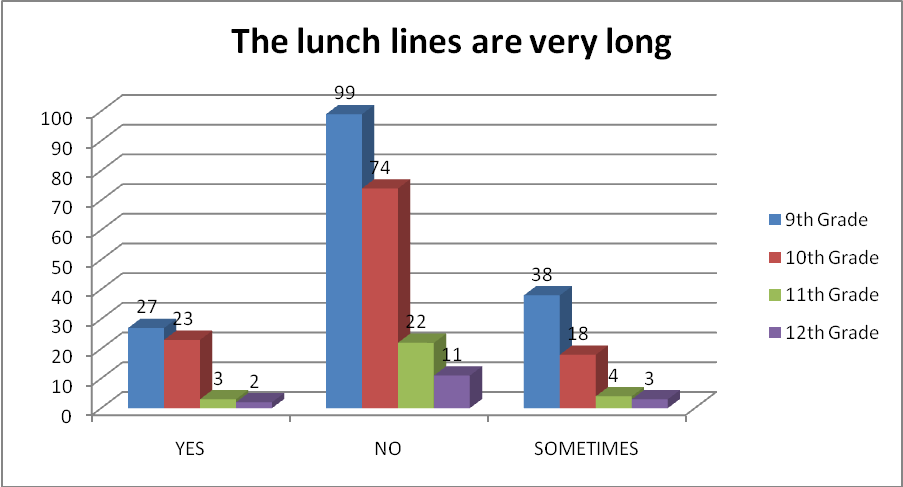 The lunch lines are very long
100
90
80
70
60
50
40
30
20
10
0
27
23
3
2
99
74
22
11
38
18
4
3
YES
NO
SOMETIMES
9th Grade
10th Grade
11th Grade
12th Grade